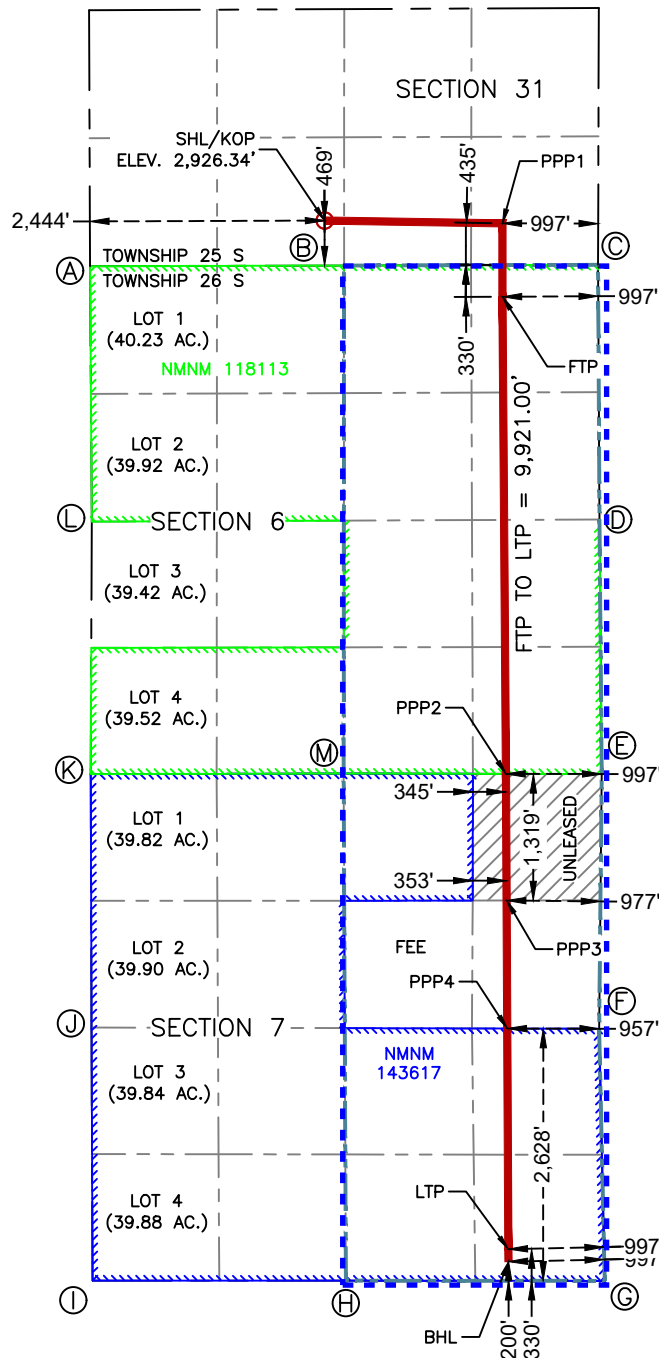 SECTION 31
SHL/KOP
ELEV. 2,926.34'
469'
435'
PPP1
2,444'
997'
B
C
A
TOWNSHIP 25 S
TOWNSHIP 26 S
LOT 1
(40.23 AC.)
NMNM 118113
330'
997'
FTP
LOT 2
(39.92 AC.)
FTP TO LTP = 9,921.00'
L
SECTION 6
D
LOT 3
(39.42 AC.)
LOT 4
(39.52 AC.)
PPP2
M
E
K
997'
345'
LOT 1
(39.82 AC.)
1,319'
UNLEASED
353'
977'
LOT 2
(39.90 AC.)
FEE
PPP3
PPP4
F
J
SECTION 7
957'
NMNM
143617
LOT 3
(39.84 AC.)
2,628'
LOT 4
(39.88 AC.)
LTP
997'
997'
I
H
G
BHL
200'
330'